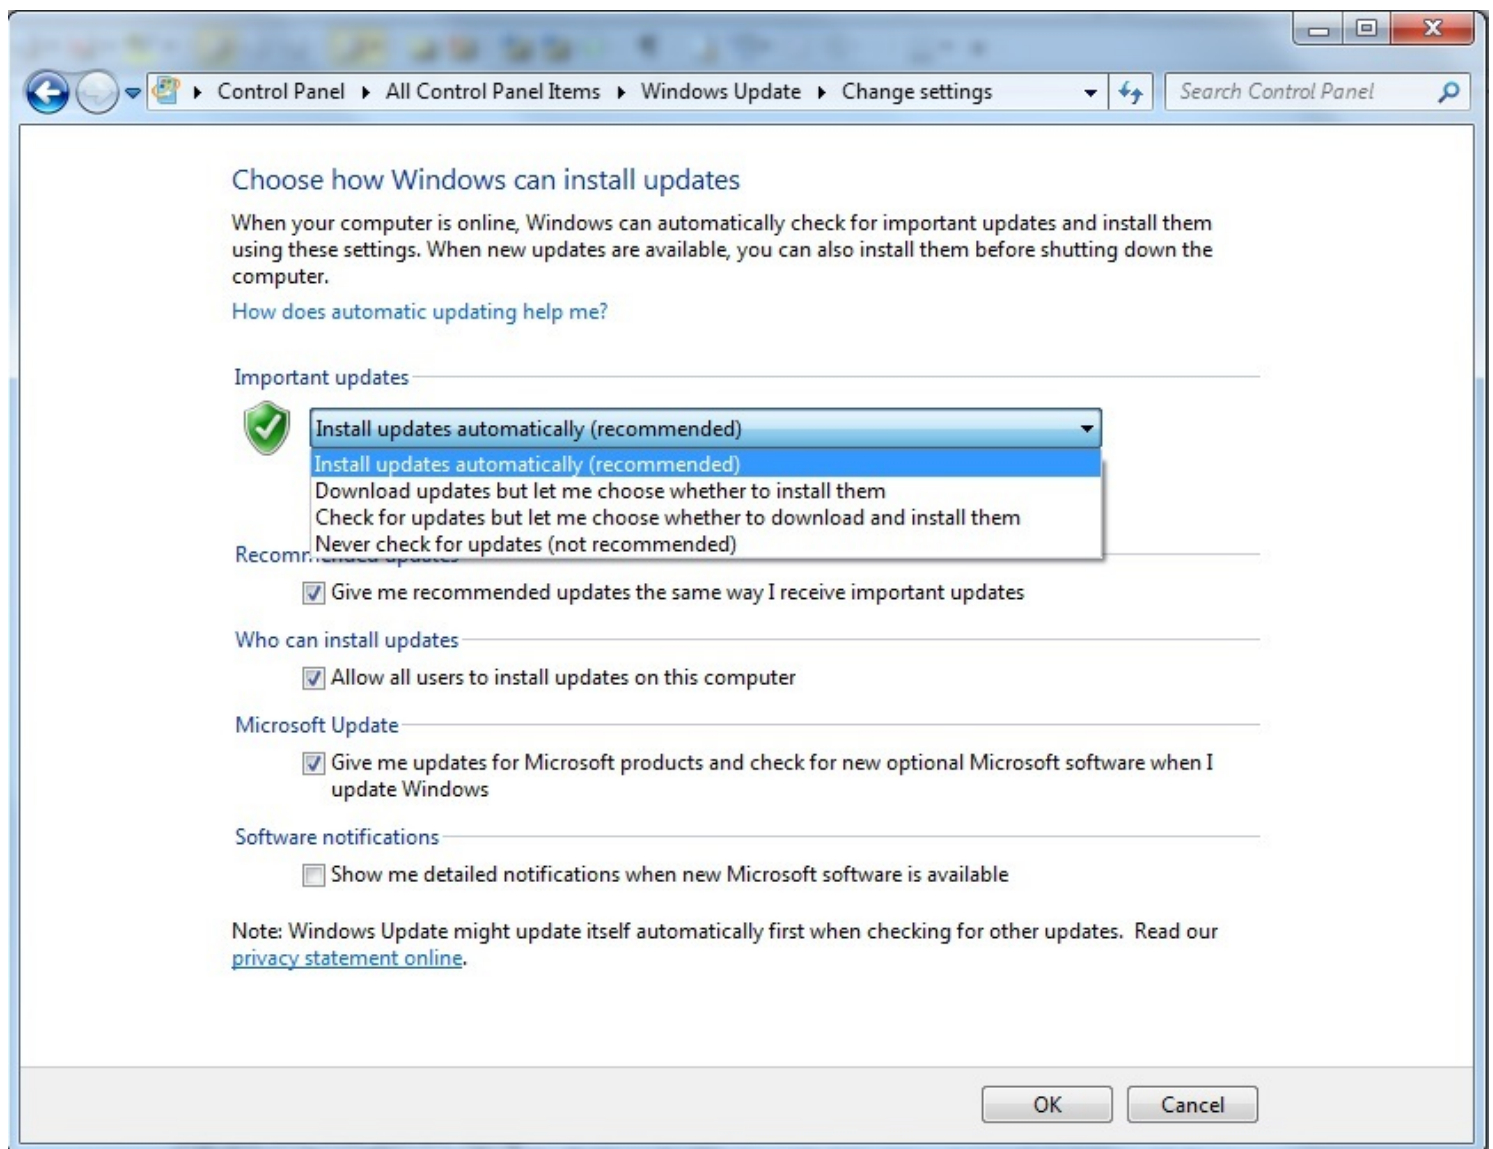 Control Panel ▸ All Control Panel Items ▸ Windows Update ▸ Change settings
Search Control Panel
Choose how Windows can install updates
When your computer is online, Windows can automatically check for important updates and install them
using these settings. When new updates are available, you can also install them before shutting down the
computer.
How does automatic updating help me?
Important updates
Install updates automatically (recommended)
Install updates automatically (recommended)
Download updates but let me choose whether to install them
Check for updates but let me choose whether to download and install them
Never check for updates (not recommended)
Recommended updates
Give me recommended updates the same way I receive important updates
Who can install updates
Allow all users to install updates on this computer
Microsoft Update
Give me updates for Microsoft products and check for new optional Microsoft software when I
update Windows
Software notifications
Show me detailed notifications when new Microsoft software is available
Note: Windows Update might update itself automatically first when checking for other updates.  Read our
privacy statement online.
OK
Cancel